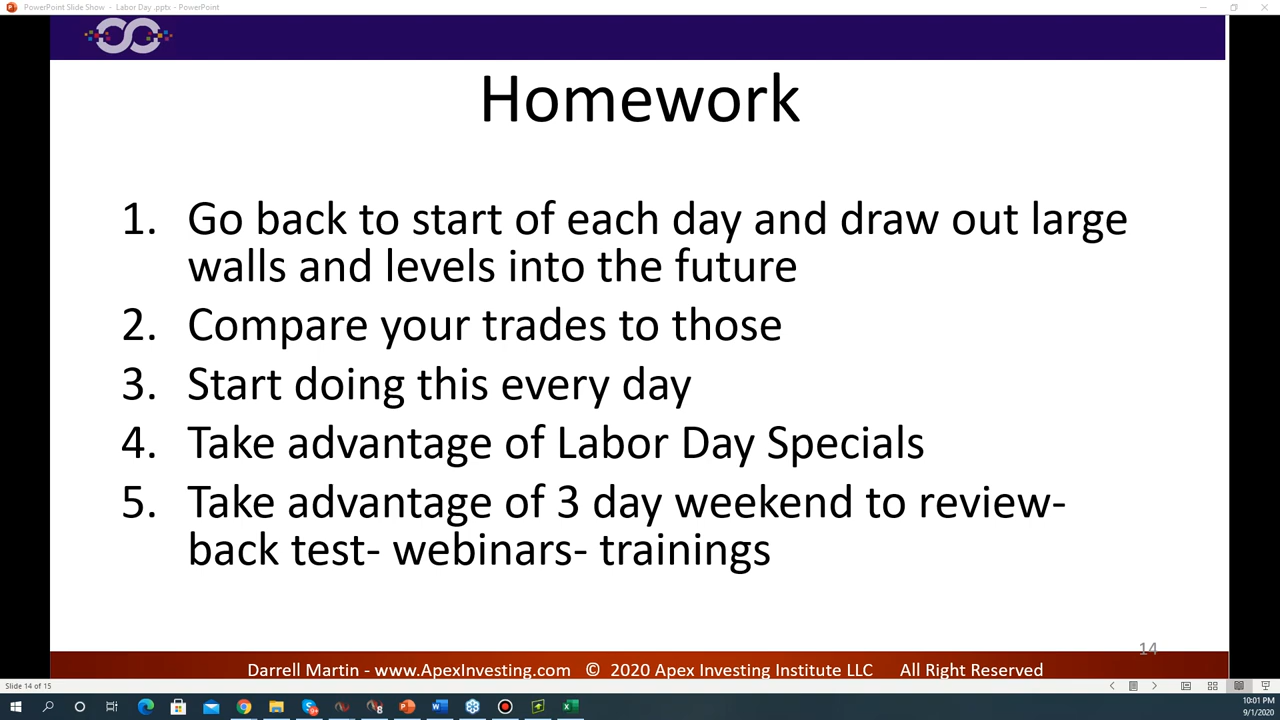 PowerPoint Slide Show - Labor Day .pptx - PowerPoint
Homework
1. Go back to start of each day and draw out large
walls and levels into the future
2. Compare your trades to those
3. Start doing this every day
4. Take advantage of Labor Day Specials
5. Take advantage of 3 day weekend to review-
back test- webinars- trainings
14
Darrell Martin - www.ApexInvesting.com © 2020 Apex Investing Institute LLC All Right Reserved
Slide 14 of 15
10:01 PM
9/1/2020